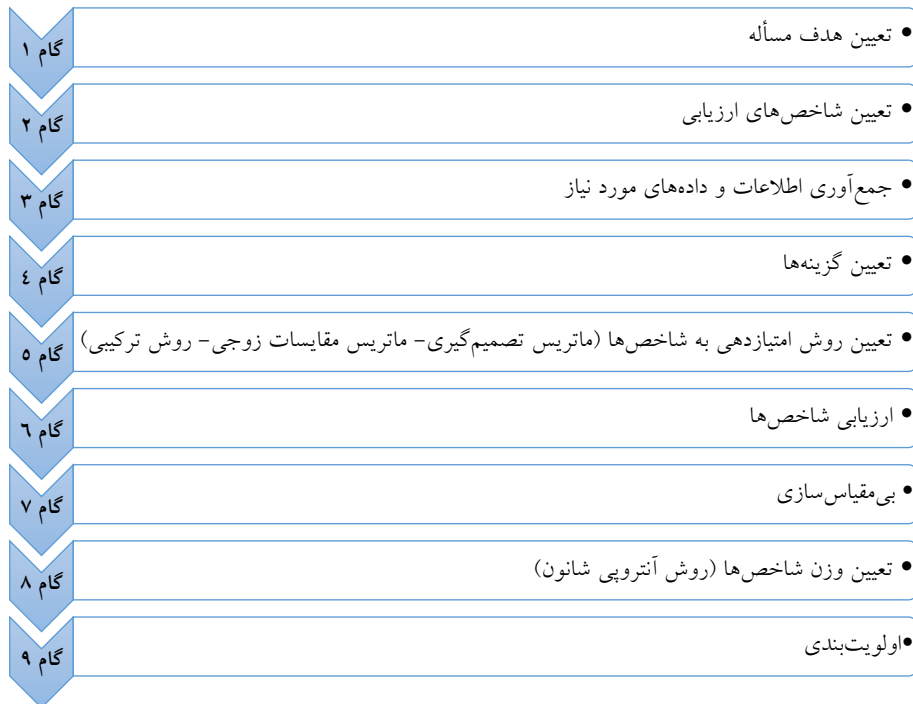 گام ۱
• تعیین هدف مسأله
گام ۲
• تعیین شاخص‌های ارزیابی
گام ۳
• جمع‌آوری اطلاعات و داده‌های مورد نیاز
گام ٤
• تعیین گزینه‌ها
گام ٥
• تعیین روش امتیازدهی به شاخص‌ها (ماتریس تصمیم‌گیری- ماتریس مقایسات زوجی- روش ترکیبی)
گام ٦
• ارزیابی شاخص‌ها
گام ۷
• بی‌مقیاس‌سازی
گام ۸
• تعیین وزن شاخص‌ها (روش آنتروپی شانون)
گام ۹
•اولویت‌بندی